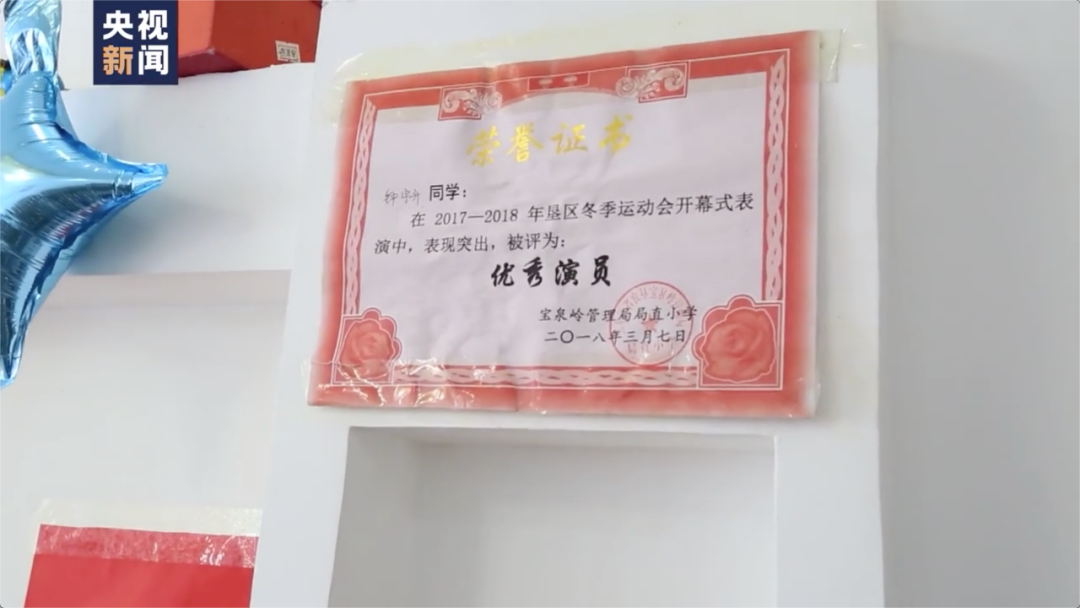 央视
新闻
荣誉证书
同学：
在 2017—2018 年垦区冬季运动会开幕式表
演中，表现突出，被评为：
优秀演员
宝泉岭管理局局直小学
二〇一八年三月七日